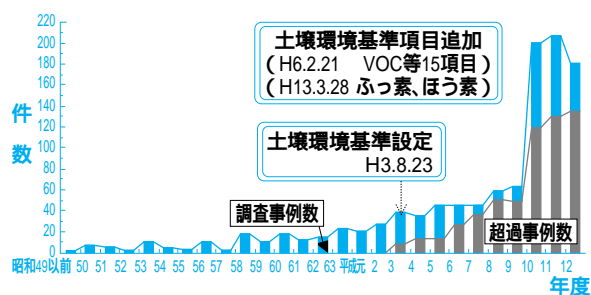 220
200
180
160
140
120
100
80
60
40
20
0
件数
土壌環境基準項目追加
（H6.2.21 VOC等15項目）
（H13.3.28 ふっ素、ほう素）
土壌環境基準設定
H3.8.23
調査事例数
超過事例数
昭和49以前 50 51 52 53 54 55 56 57 58 59 60 61 62 63 平成元 2 3 4 5 6 7 8 9 10 11 12
年度